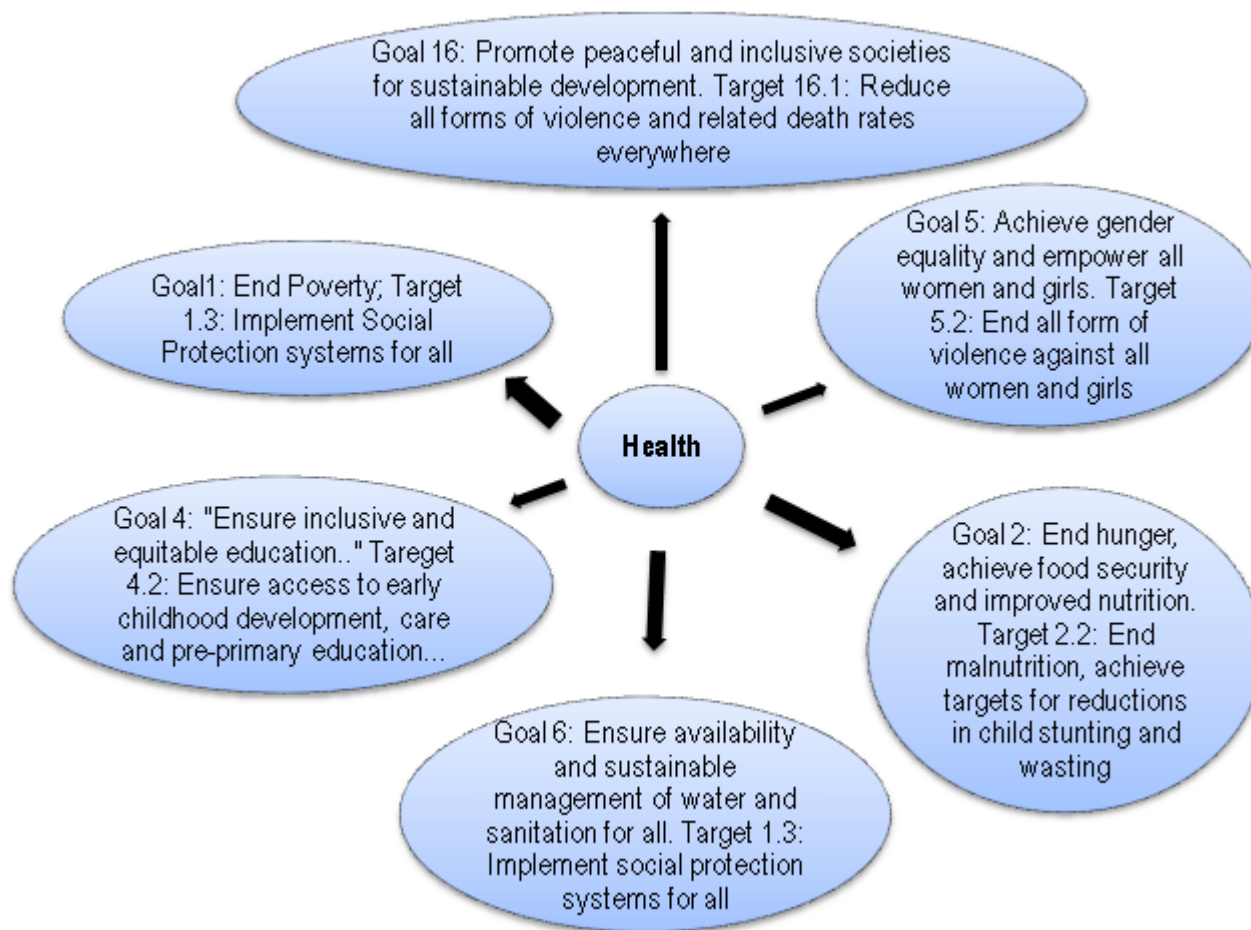 Goal 16: Promote peaceful and inclusive societies
for sustainable development. Target 16.1: Reduce
all forms of violence and related death rates
everywhere
Goal 5: Achieve gender
equality and empower all
women and girls. Target
5.2: End all form of
violence against all
women and girls
Goal1: End Poverty; Target
1.3: Implement Social
Protection systems for all
Health
Goal 4: "Ensure inclusive and
equitable education.." Tareget
4.2: Ensure access to early
childhood development, care
and pre-primary education...
Goal 2: End hunger,
achieve food security
and improved nutrition.
Target 2.2: End
malnutrition, achieve
targets for reductions
in child stunting and
wasting
Goal 6: Ensure availability
and sustainable
management of water and
sanitation for all. Target 1.3:
Implement social protection
systems for all